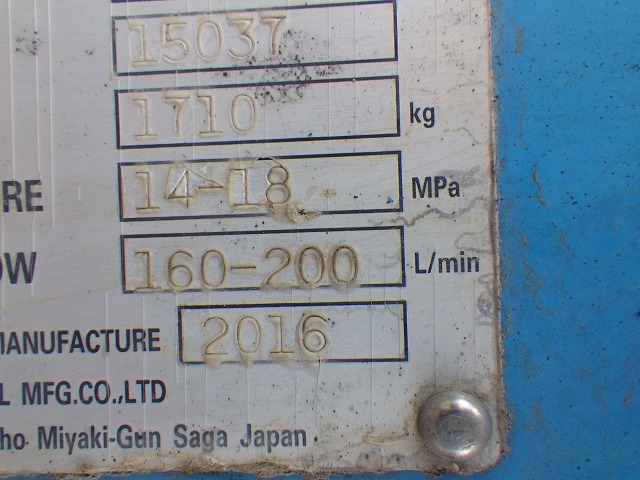 15037
1710 kg
RE 14-18 MPa
OW 160-200 L/min
MANUFACTURE 2016
L MFG.CO.,LTD
ho Miyaki-Gun Saga Japan